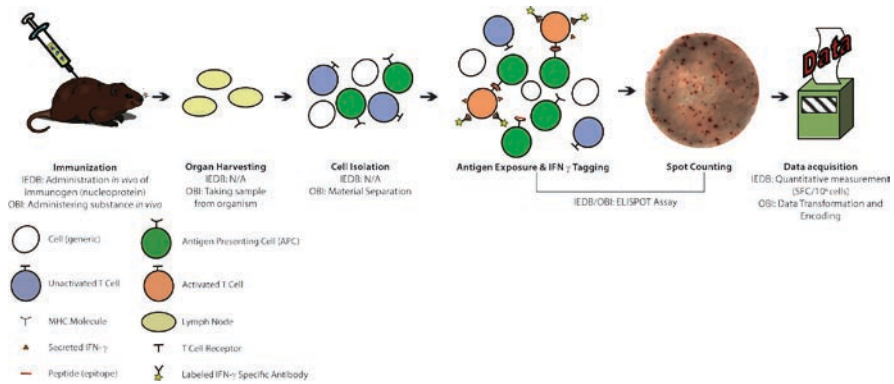 Data
Immunization
IEDB: Administration in vivo of
Immunogen (nucleoprotein)
OBI: Administering substance in vivo
Organ Harvesting
IEDB: N/A
OBI: Taking sample
from organism
Cell Isolation
IEDB: N/A
OBI: Material Separation
Antigen Exposure & IFN γ Tagging
Spot Counting
IEDB/OBI: ELISPOT Assay
Data acquisition
IEDB: Quantitative measurement
(SFC/10⁶ cells)
OBI: Data Transformation and
Encoding
Cell (generic)
Antigen Presenting Cell (APC)
Unactivated T Cell
Activated T Cell
MHC Molecule
Lymph Node
Secreted IFN-γ
T Cell Receptor
Peptide (epitope)
Labeled IFN-γ Specific Antibody